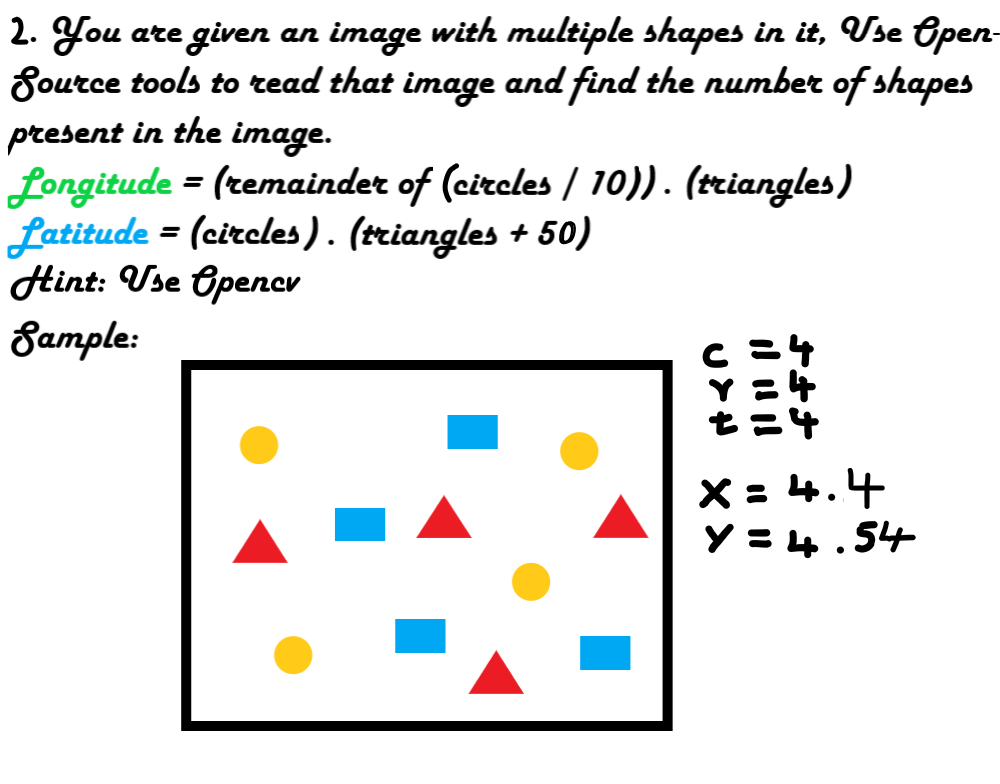 2. You are given an image with multiple shapes in it, Use Open-
Source tools to read that image and find the number of shapes
present in the image.
Longitude = (remainder of (circles / 10)) . (triangles)
Latitude = (circles) . (triangles + 50)
Hint: Use Opencv
Sample:
c = 4
r = 4
t = 4
X = 4.4
Y = 4.54